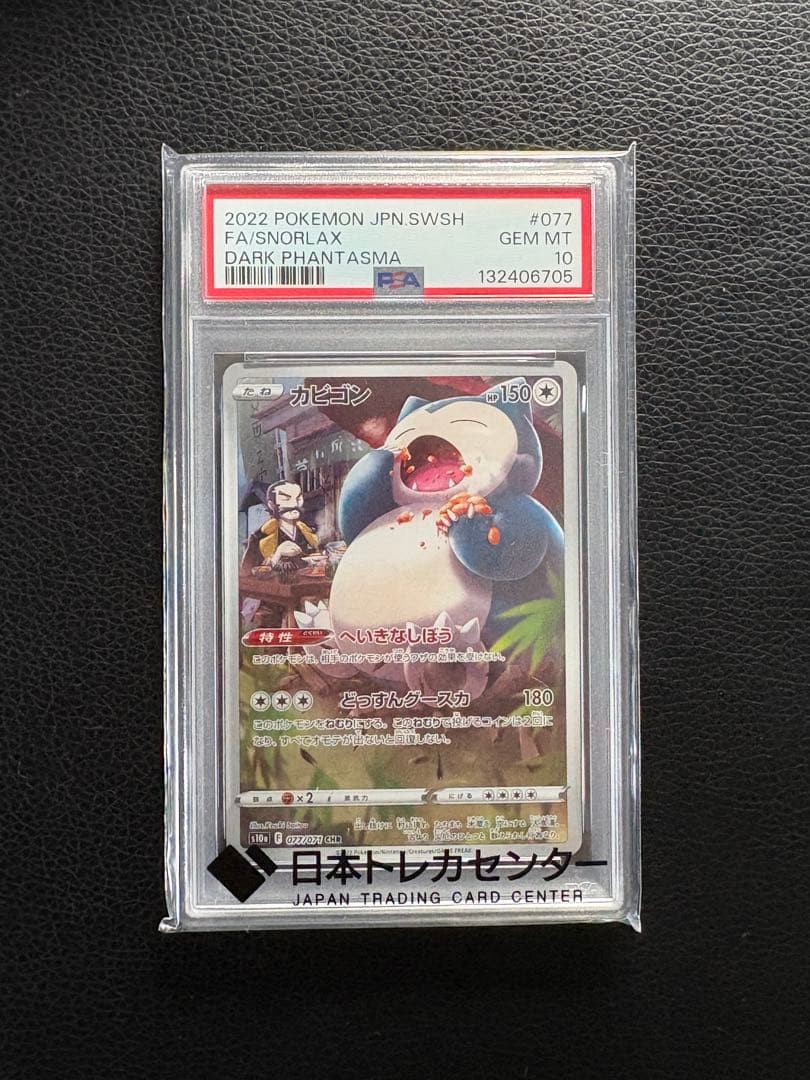 2022 POKEMON JPN.SWSH #077
FA/SNORLAX GEM MT
DARK PHANTASMA 10
PSA 132406705
たね カビゴン HP150
特性 へいきなしぼう
このポケモンは、相手のポケモンが使うワザの効果を受けない。
どっすんグースカ 180
このポケモンをねむりにする。このねむりで投げるコインは2回に
なり、すべてオモテが出ないと回復しない。
弱点 ×2 抵抗力 にげる
s10a F 077/071 CHR
©2022 Pokémon/Nintendo/Creatures/GAME FREAK.
日本トレカセンター
JAPAN TRADING CARD CENTER